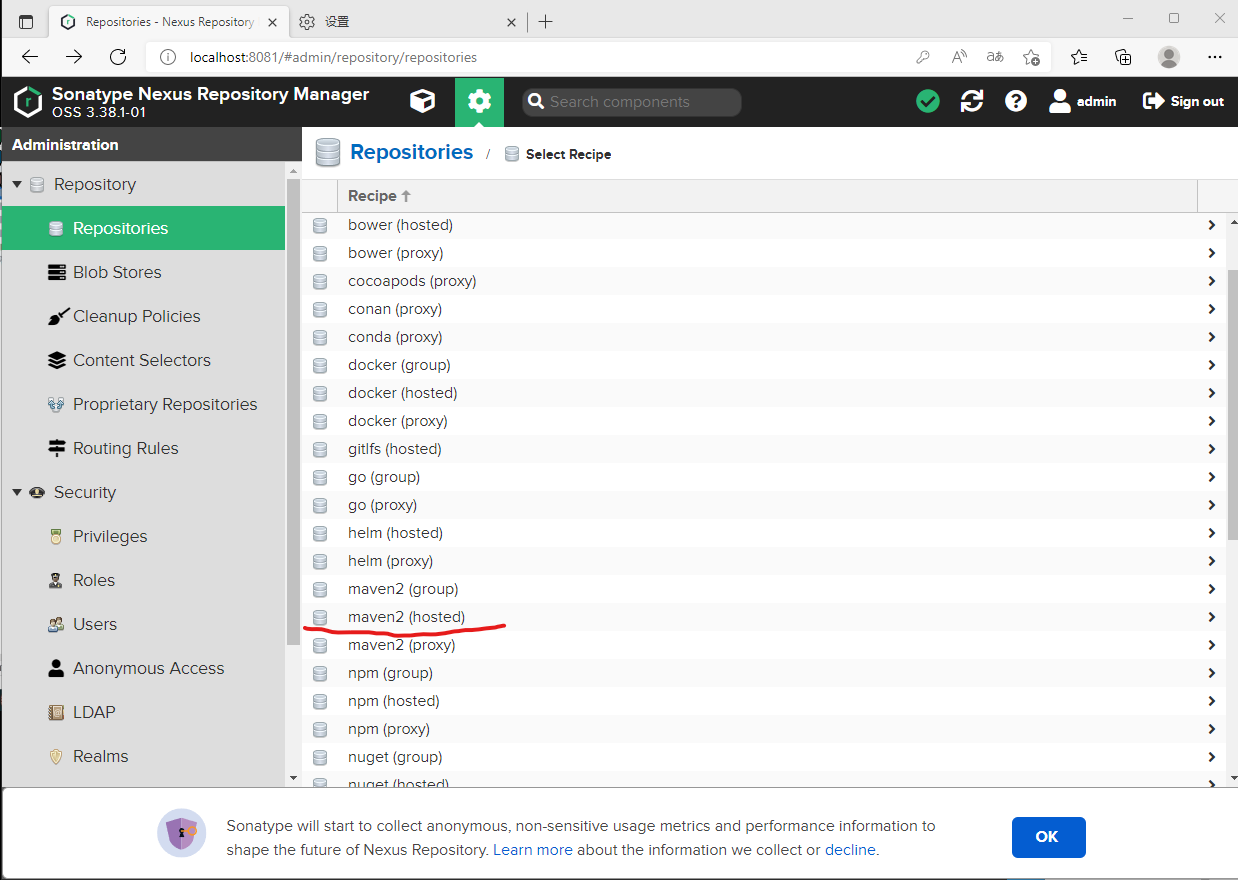 Repositories - Nexus Repository
设置
localhost:8081/#admin/repository/repositories
Sonatype Nexus Repository Manager
OSS 3.38.1-01
Search components
admin
Sign out
Administration
Repository
Repositories
Blob Stores
Cleanup Policies
Content Selectors
Proprietary Repositories
Routing Rules
Security
Privileges
Roles
Users
Anonymous Access
LDAP
Realms
Repositories / Select Recipe
Recipe
bower (hosted)
bower (proxy)
cocoapods (proxy)
conan (proxy)
conda (proxy)
docker (group)
docker (hosted)
docker (proxy)
gitlfs (hosted)
go (group)
go (proxy)
helm (hosted)
helm (proxy)
maven2 (group)
maven2 (hosted)
maven2 (proxy)
npm (group)
npm (hosted)
npm (proxy)
nuget (group)
nuget (hosted)
Sonatype will start to collect anonymous, non-sensitive usage metrics and performance information to
shape the future of Nexus Repository. Learn more about the information we collect or decline.
OK